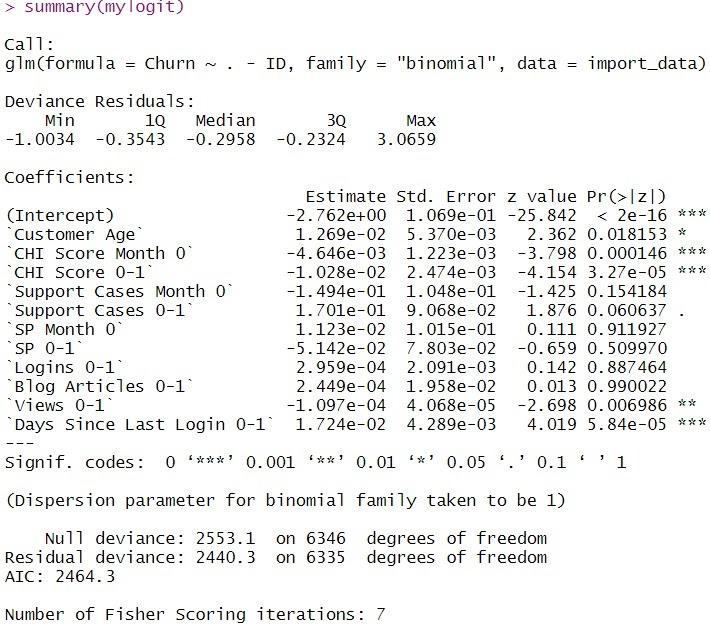 > summary(mylogit)
Call:
glm(formula = Churn ~ . - ID, family = "binomial", data = import_data)
Deviance Residuals:
    Min      1Q  Median      3Q     Max
-1.0034 -0.3543 -0.2958 -0.2324  3.0659
Coefficients:
                            Estimate Std. Error z value Pr(>|z|)
(Intercept)               -2.762e+00  1.069e-01 -25.842  < 2e-16 ***
`Customer Age`             1.269e-02  5.370e-03   2.362 0.018153 *
`CHI Score Month 0`       -4.646e-03  1.223e-03  -3.798 0.000146 ***
`CHI Score 0-1`           -1.028e-02  2.474e-03  -4.154 3.27e-05 ***
`Support Cases Month 0`   -1.494e-01  1.048e-01  -1.425 0.154184
`Support Cases 0-1`        1.701e-01  9.068e-02   1.876 0.060637 .
`SP Month 0`               1.123e-02  1.015e-01   0.111 0.911927
`SP 0-1`                  -5.142e-02  7.803e-02  -0.659 0.509970
`Logins 0-1`               2.959e-04  2.091e-03   0.142 0.887464
`Blog Articles 0-1`        2.449e-04  1.958e-02   0.013 0.990022
`Views 0-1`               -1.097e-04  4.068e-05  -2.698 0.006986 **
`Days Since Last Login 0-1`  1.724e-02  4.289e-03   4.019 5.84e-05 ***
---
Signif. codes:  0 ‘***’ 0.001 ‘**’ 0.01 ‘*’ 0.05 ‘.’ 0.1 ‘ ’ 1
(Dispersion parameter for binomial family taken to be 1)
    Null deviance: 2553.1  on 6346  degrees of freedom
Residual deviance: 2440.3  on 6335  degrees of freedom
AIC: 2464.3
Number of Fisher Scoring iterations: 7